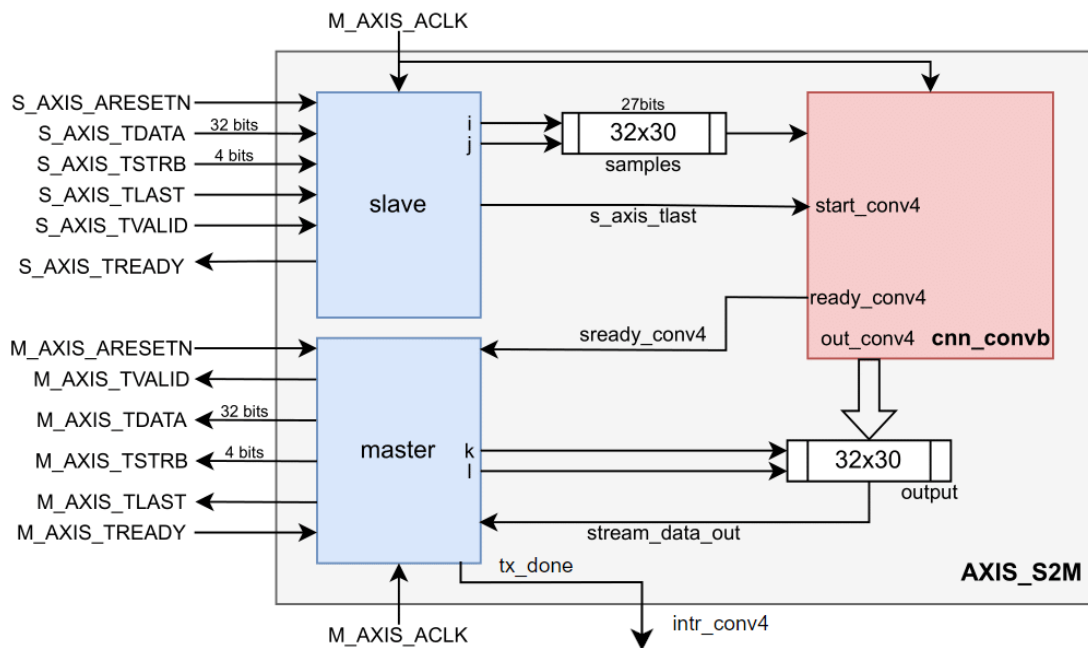 M_AXIS_ACLK
S_AXIS_ARESETN
S_AXIS_TDATA
32 bits
S_AXIS_TSTRB
4 bits
S_AXIS_TLAST
S_AXIS_TVALID
S_AXIS_TREADY
slave
i
j
27bits
32x30
samples
s_axis_tlast
start_conv4
ready_conv4
sready_conv4
out_conv4
cnn_convb
M_AXIS_ARESETN
M_AXIS_TVALID
M_AXIS_TDATA
32 bits
M_AXIS_TSTRB
4 bits
M_AXIS_TLAST
M_AXIS_TREADY
master
k
l
32x30
output
stream_data_out
tx_done
AXIS_S2M
intr_conv4
M_AXIS_ACLK